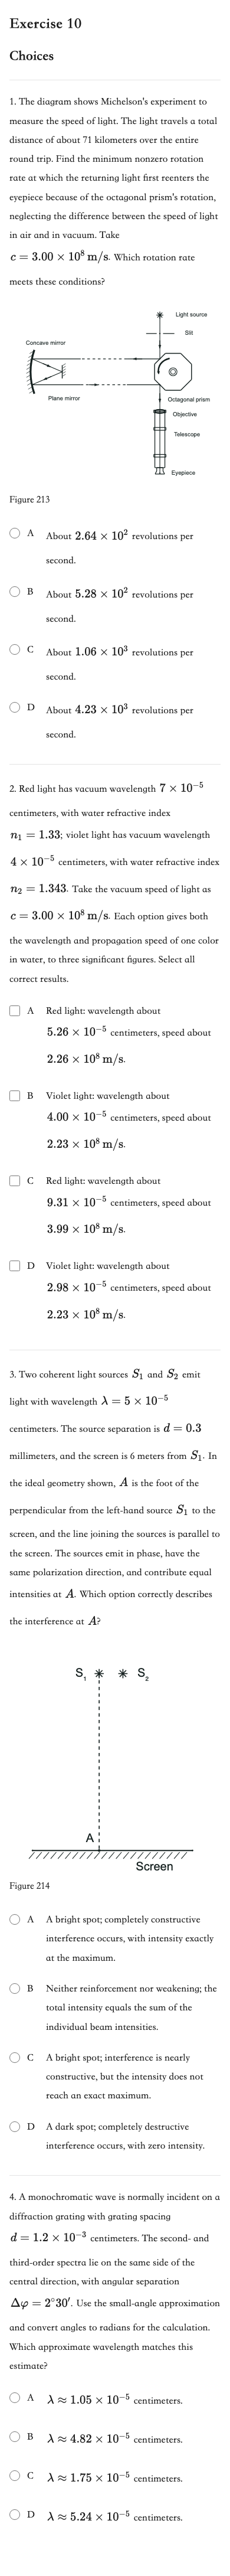 Exercise 10
Choices
1. The diagram shows Michelson's experiment to
measure the speed of light. The light travels a total
distance of about 71 kilometers over the entire
round trip. Find the minimum nonzero rotation
rate at which the returning light first reenters the
eyepiece because of the octagonal prism's rotation,
neglecting the difference between the speed of light
in air and in vacuum. Take
c = 3.00 × 10⁸ m/s. Which rotation rate
meets these conditions?
Light source
Slit
Concave mirror
Plane mirror
Octagonal prism
Objective
Telescope
Eyepiece
Figure 213
A About 2.64 × 10² revolutions per
second.
B About 5.28 × 10² revolutions per
second.
C About 1.06 × 10³ revolutions per
second.
D About 4.23 × 10³ revolutions per
second.
2. Red light has vacuum wavelength 7 × 10⁻⁵
centimeters, with water refractive index
n₁ = 1.33; violet light has vacuum wavelength
4 × 10⁻⁵ centimeters, with water refractive index
n₂ = 1.343. Take the vacuum speed of light as
c = 3.00 × 10⁸ m/s. Each option gives both
the wavelength and propagation speed of one color
in water, to three significant figures. Select all
correct results.
A Red light: wavelength about
5.26 × 10⁻⁵ centimeters, speed about
2.26 × 10⁸ m/s.
B Violet light: wavelength about
4.00 × 10⁻⁵ centimeters, speed about
2.23 × 10⁸ m/s.
C Red light: wavelength about
9.31 × 10⁻⁵ centimeters, speed about
3.99 × 10⁸ m/s.
D Violet light: wavelength about
2.98 × 10⁻⁵ centimeters, speed about
2.23 × 10⁸ m/s.
3. Two coherent light sources S₁ and S₂ emit
light with wavelength λ = 5 × 10⁻⁵
centimeters. The source separation is d = 0.3
millimeters, and the screen is 6 meters from S₁. In
the ideal geometry shown, A is the foot of the
perpendicular from the left-hand source S₁ to the
screen, and the line joining the sources is parallel to
the screen. The sources emit in phase, have the
same polarization direction, and contribute equal
intensities at A. Which option correctly describes
the interference at A?
S₁ S₂
A
Screen
Figure 214
A A bright spot; completely constructive
interference occurs, with intensity exactly
at the maximum.
B Neither reinforcement nor weakening; the
total intensity equals the sum of the
individual beam intensities.
C A bright spot; interference is nearly
constructive, but the intensity does not
reach an exact maximum.
D A dark spot; completely destructive
interference occurs, with zero intensity.
4. A monochromatic wave is normally incident on a
diffraction grating with grating spacing
d = 1.2 × 10⁻³ centimeters. The second- and
third-order spectra lie on the same side of the
central direction, with angular separation
Δφ = 2°30′. Use the small-angle approximation
and convert angles to radians for the calculation.
Which approximate wavelength matches this
estimate?
A λ ≈ 1.05 × 10⁻⁵ centimeters.
B λ ≈ 4.82 × 10⁻⁵ centimeters.
C λ ≈ 1.75 × 10⁻⁵ centimeters.
D λ ≈ 5.24 × 10⁻⁵ centimeters.